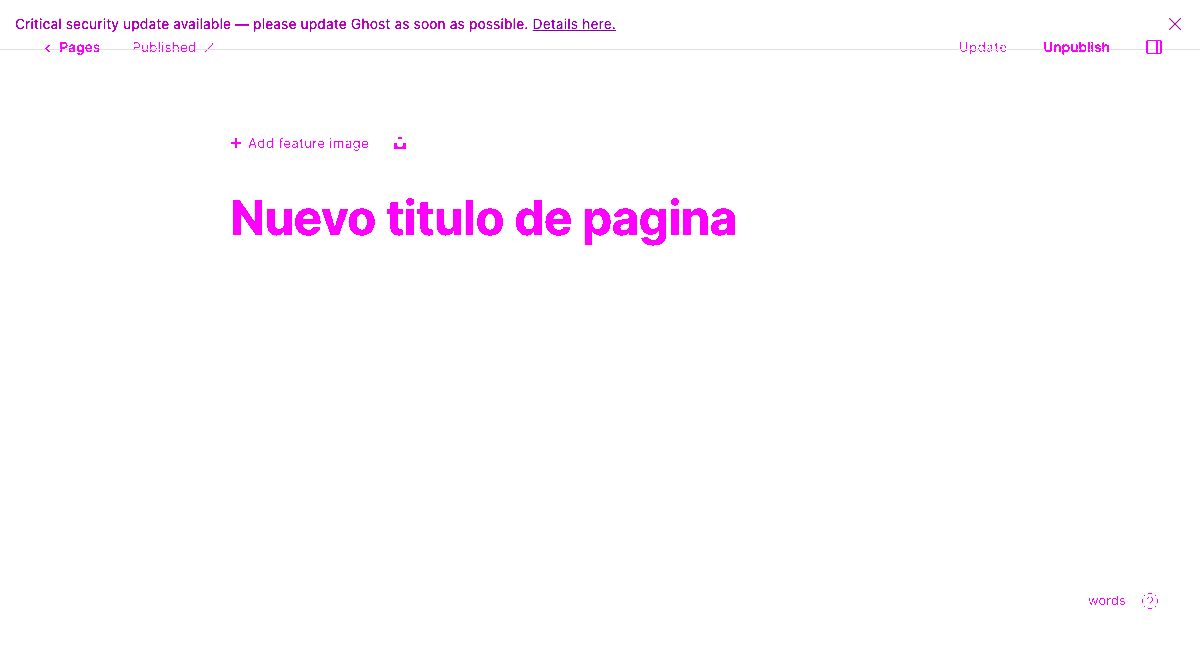 Critical security update available — please update Ghost as soon as possible. Details here.
Pages Published Update Unpublish
Add feature image
Nuevo titulo de pagina
words